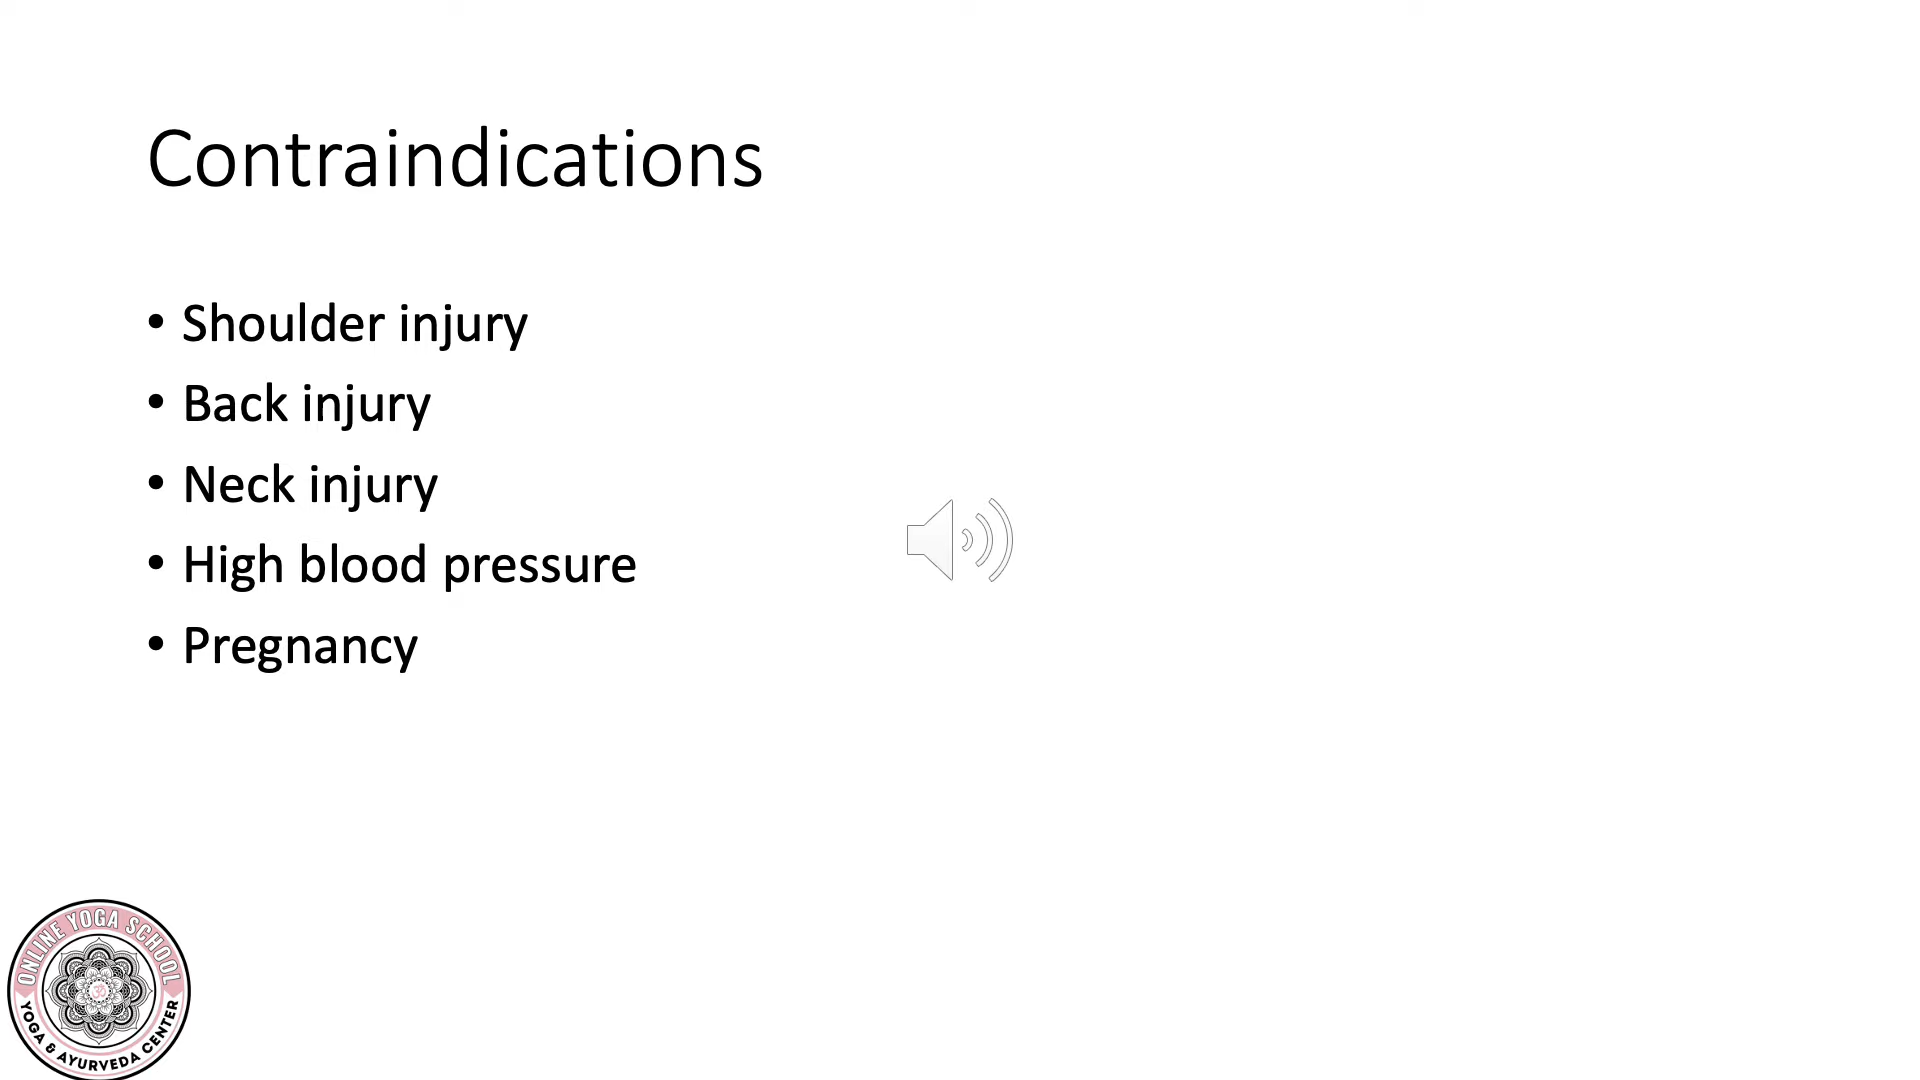 Contraindications
• Shoulder injury
• Back injury
• Neck injury
• High blood pressure
• Pregnancy
ONLINE YOGA SCHOOL
YOGA & AYURVEDA CENTER